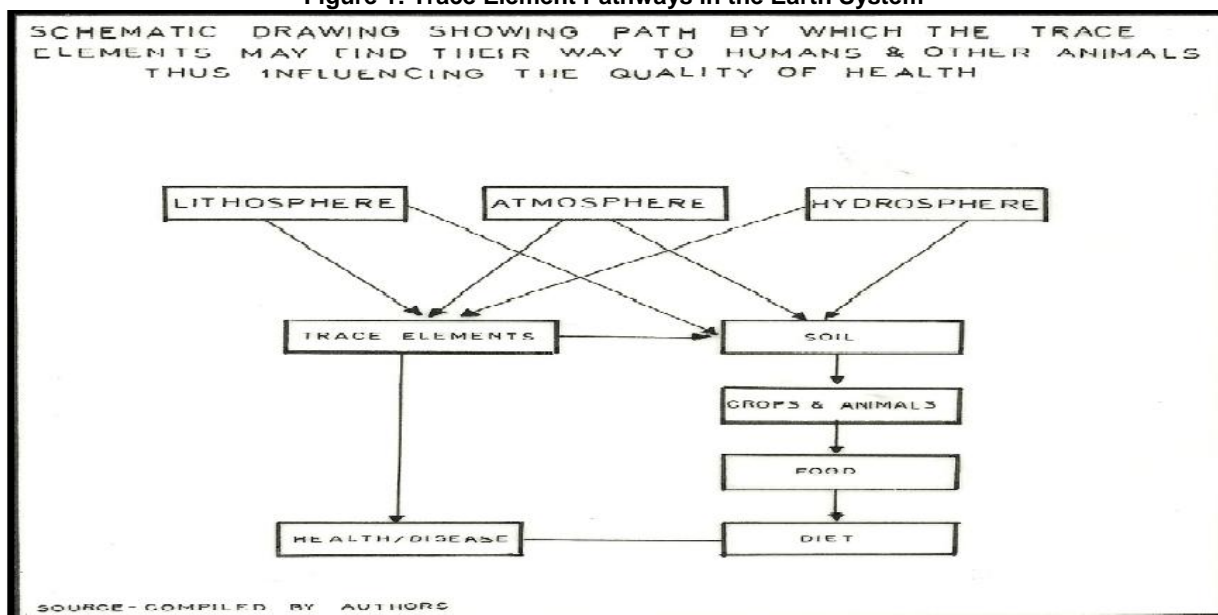 Figure 1: Trace Element Pathways in the Earth System
SCHEMATIC DRAWING SHOWING PATH BY WHICH THE TRACE
ELEMENTS MAY FIND THEIR WAY TO HUMANS & OTHER ANIMALS
THUS INFLUENCING THE QUALITY OF HEALTH
LITHOSPHERE ATMOSPHERE HYDROSPHERE
TRACE ELEMENTS SOIL
CROPS & ANIMALS
FOOD
HEALTH/DISEASE DIET
SOURCE-COMPILED BY AUTHORS